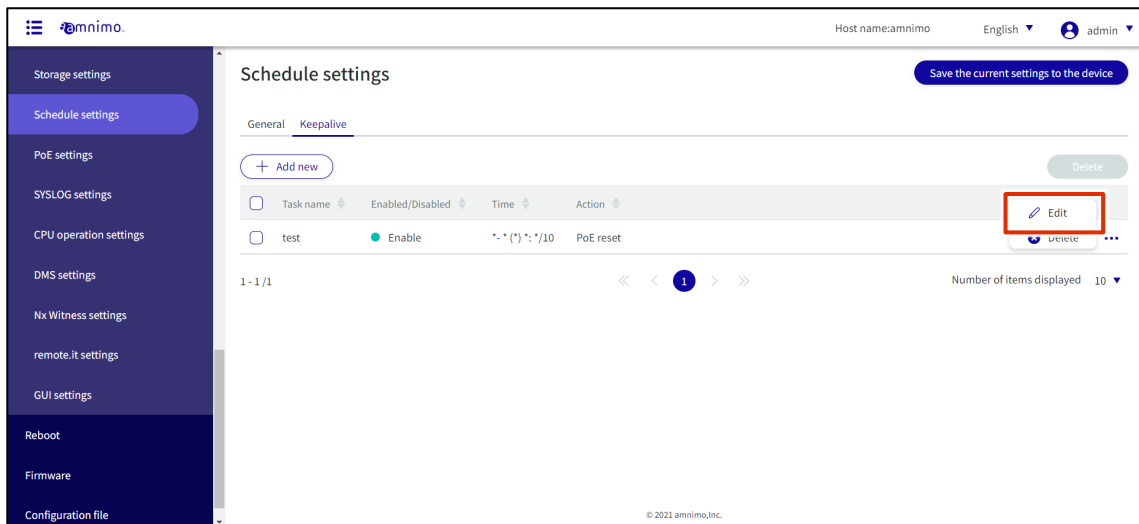 amnimo.
Host name:amnimo
English
admin
Storage settings
Schedule settings
PoE settings
SYSLOG settings
CPU operation settings
DMS settings
Nx Witness settings
remote.it settings
GUI settings
Reboot
Firmware
Configuration file
Schedule settings
Save the current settings to the device
General Keepalive
+ Add new
Delete
Task name Enabled/Disabled Time Action
Edit
test Enable *- * (*) *: */10 PoE reset
Delete
1 - 1 /1
1
Number of items displayed 10
© 2021 amnimo,Inc.